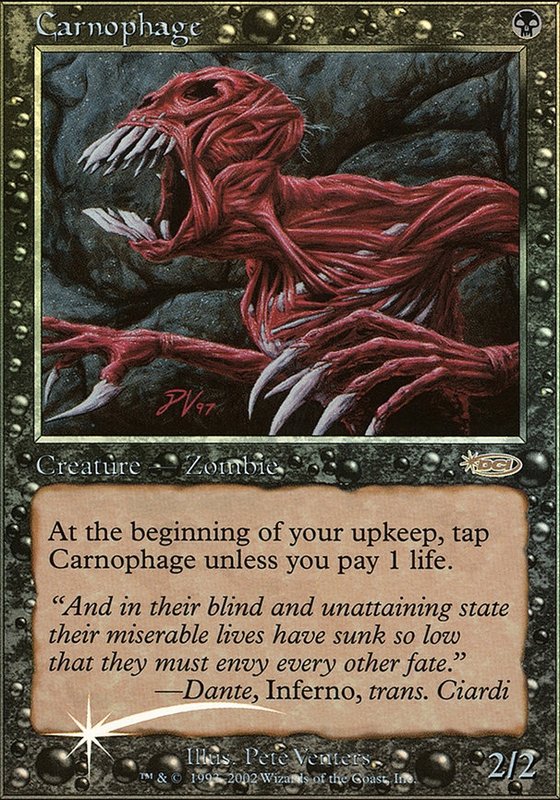 Carnophage
DV97
Creature — Zombie
DCI
At the beginning of your upkeep, tap
Carnophage unless you pay 1 life.
“And in their blind and unattaining state
their miserable lives have sunk so low
that they must envy every other fate.”
—Dante, Inferno, trans. Ciardi
Illus. Pete Venters
2/2
™ & © 1993–2002 Wizards of the Coast, Inc.